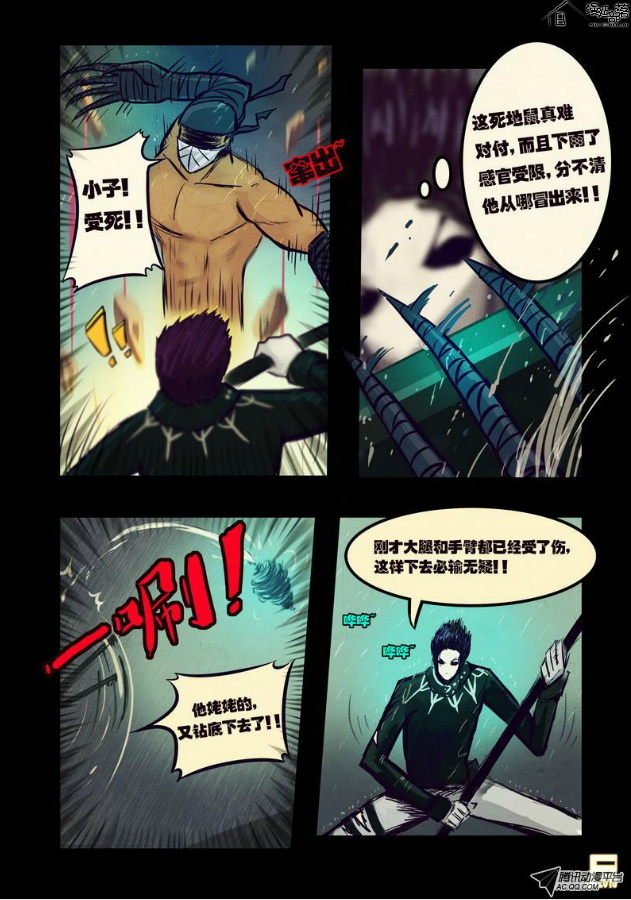 小子!
受死!!
窜出~
这死地鼠真难
对付,而且下雨了
感官受限,分不清
他从哪冒出来!!
一唰!
他姥姥的,
又钻底下去了!!
刚才大腿和手臂都已经受了伤,
这样下去必输无疑!!
哗哗~
哗哗~
腾讯动漫平台
AC.QQ.COM